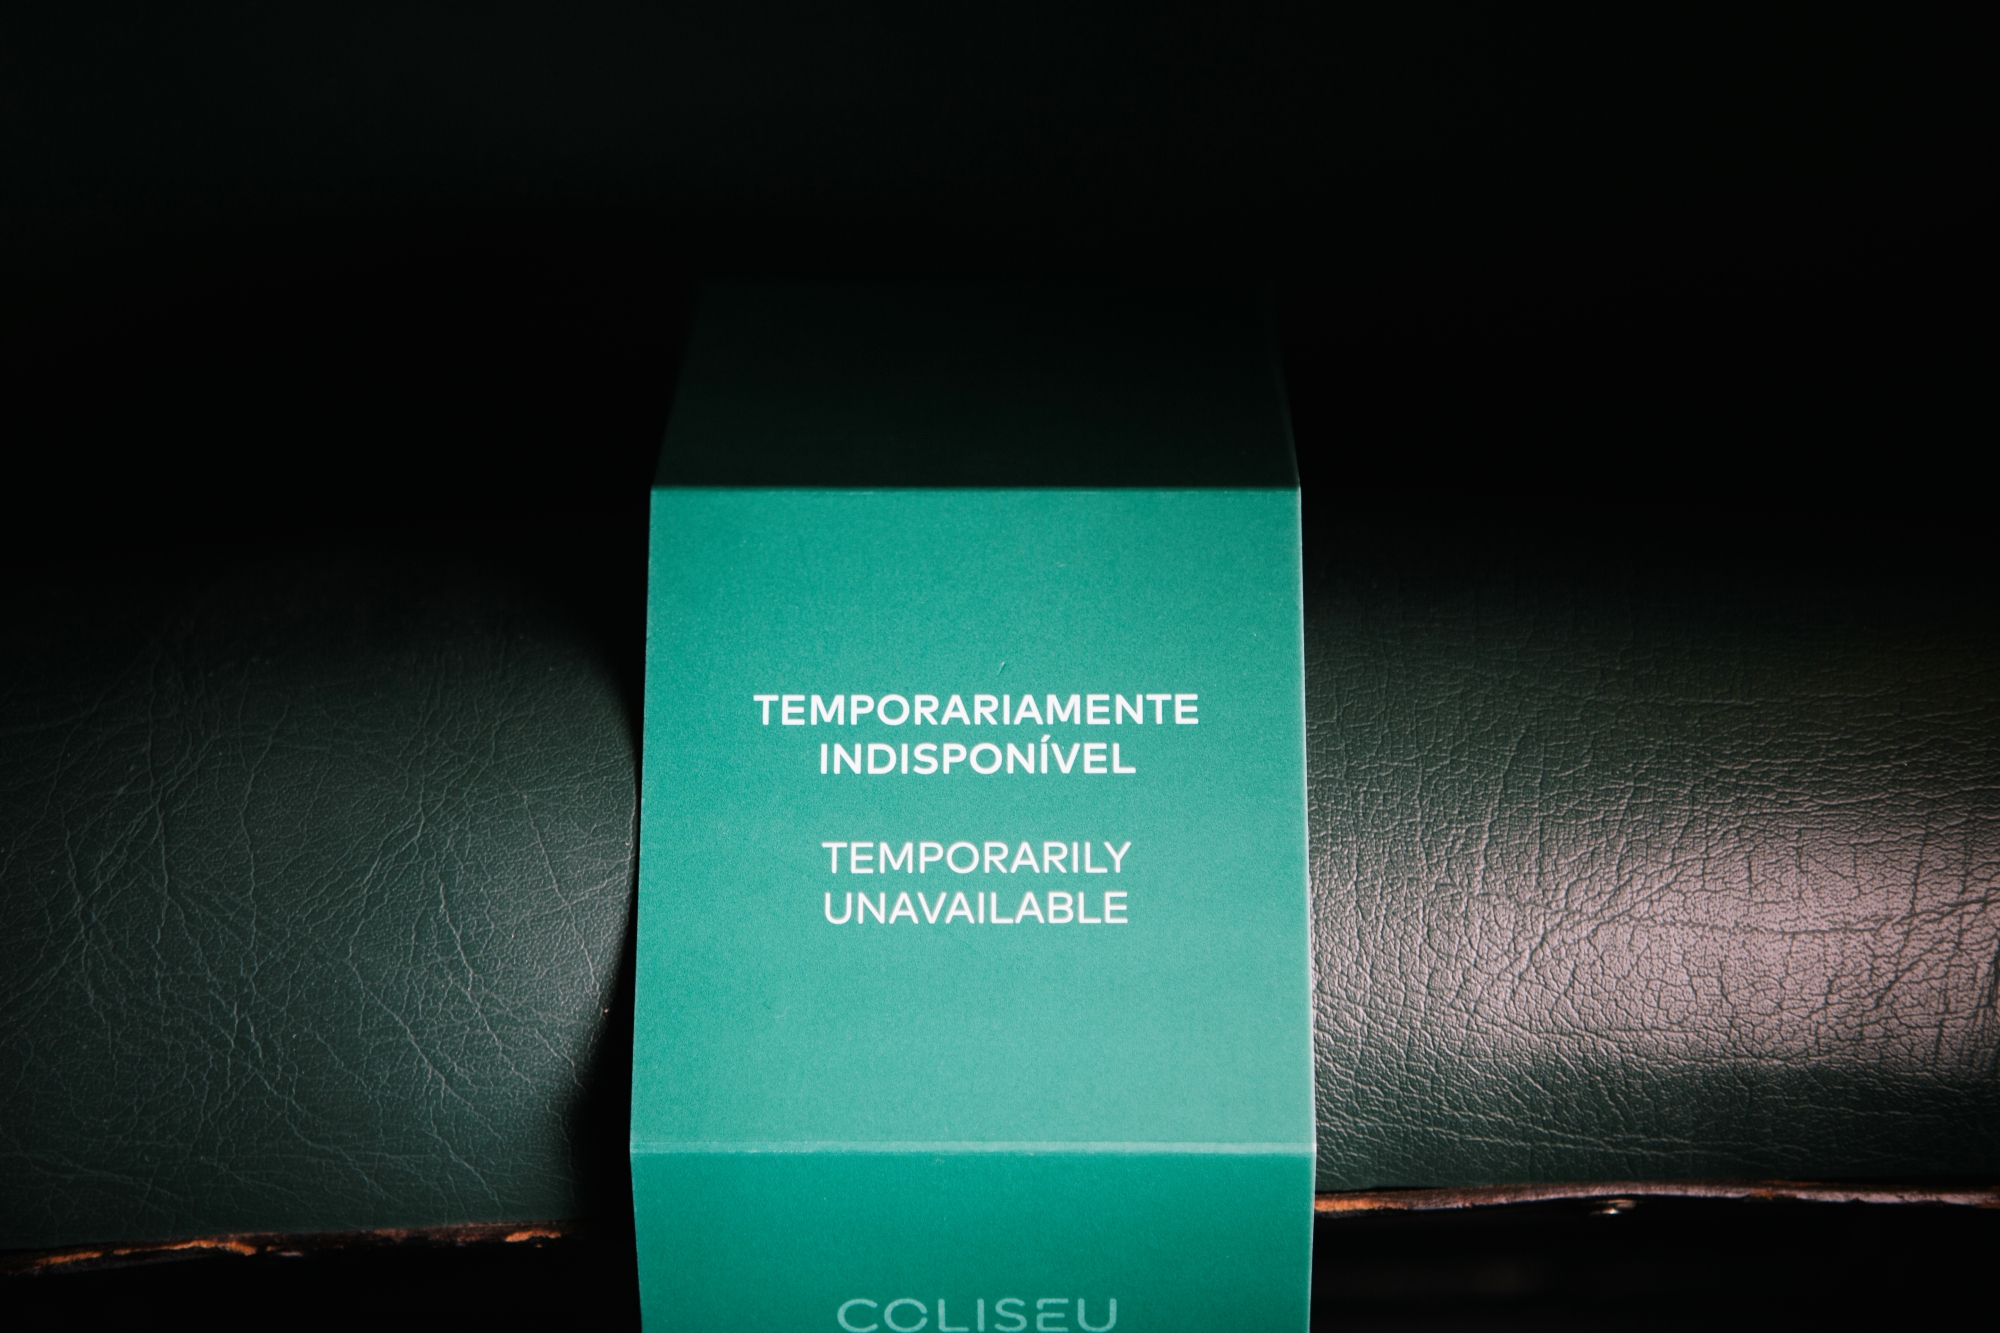 TEMPORARIAMENTE
INDISPONÍVEL
TEMPORARILY
UNAVAILABLE
COLISEU